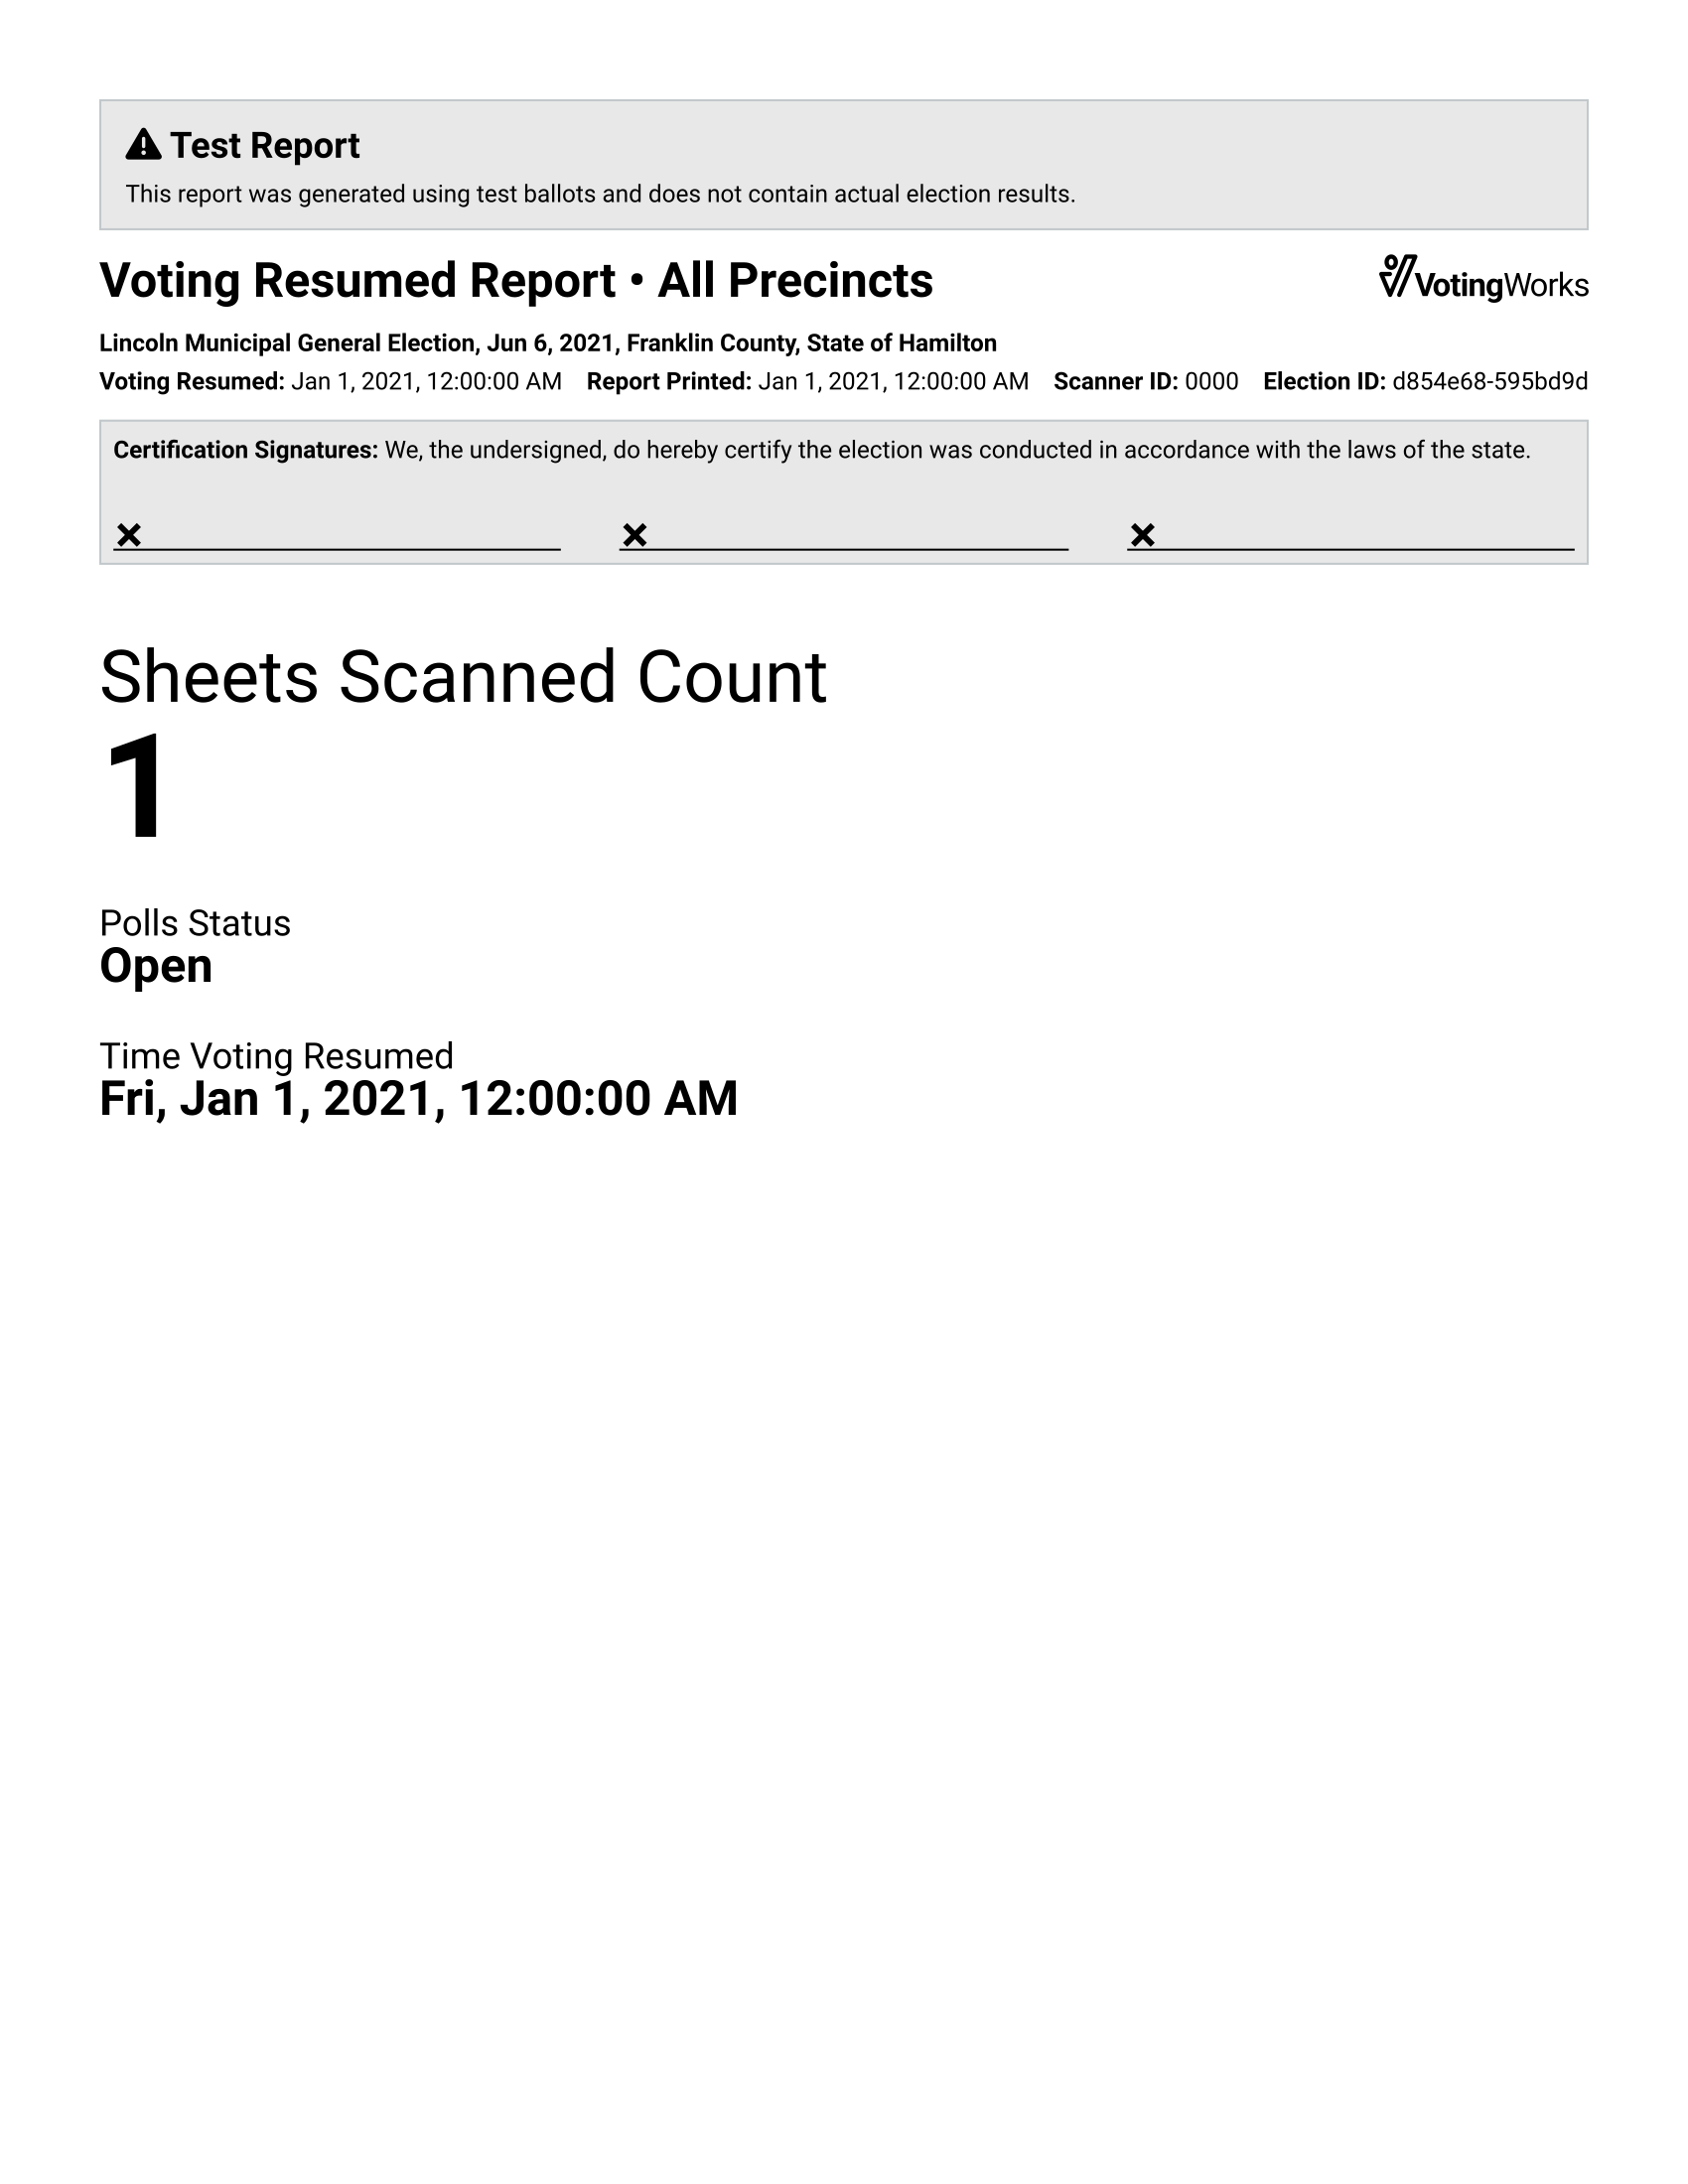 Test Report
This report was generated using test ballots and does not contain actual election results.
Voting Resumed Report • All Precincts
VotingWorks
Lincoln Municipal General Election, Jun 6, 2021, Franklin County, State of Hamilton
Voting Resumed: Jan 1, 2021, 12:00:00 AM Report Printed: Jan 1, 2021, 12:00:00 AM Scanner ID: 0000 Election ID: d854e68-595bd9d
Certification Signatures: We, the undersigned, do hereby certify the election was conducted in accordance with the laws of the state.
Sheets Scanned Count
1
Polls Status
Open
Time Voting Resumed
Fri, Jan 1, 2021, 12:00:00 AM